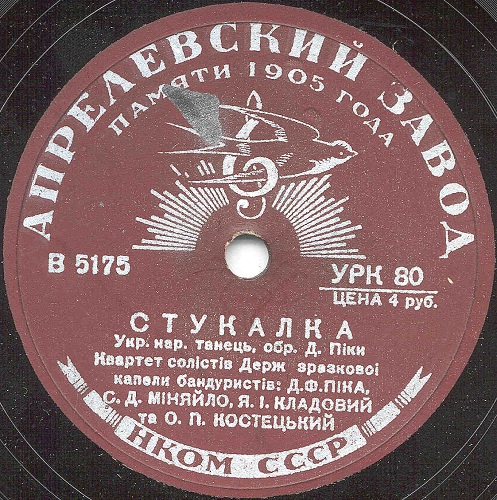 АПРЕЛЕВСКИЙ ЗАВОД
ПАМЯТИ 1905 ГОДА
В 5175
УРК 80
ЦЕНА 4 руб.
СТУКАЛКА
Укр. нар. танець, обр. Д. Піки
Квартет солістів Держ зразкової
капели бандуристів: Д.Ф.ПІКА,
С. Д. МІНЯЙЛО, Я. І. КЛАДОВИЙ
та О. П. КОСТЕЦЬКИЙ
НКОМ СССР